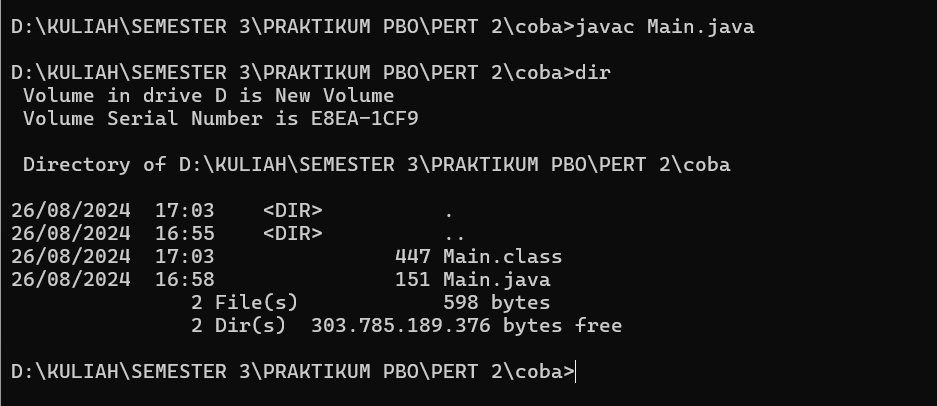 D:\KULIAH\SEMESTER 3\PRAKTIKUM PBO\PERT 2\coba>javac Main.java
D:\KULIAH\SEMESTER 3\PRAKTIKUM PBO\PERT 2\coba>dir
 Volume in drive D is New Volume
 Volume Serial Number is E8EA-1CF9
 Directory of D:\KULIAH\SEMESTER 3\PRAKTIKUM PBO\PERT 2\coba
26/08/2024  17:03    <DIR>          .
26/08/2024  16:55    <DIR>          ..
26/08/2024  17:03               447 Main.class
26/08/2024  16:58               151 Main.java
               2 File(s)            598 bytes
               2 Dir(s)  303.785.189.376 bytes free
D:\KULIAH\SEMESTER 3\PRAKTIKUM PBO\PERT 2\coba>